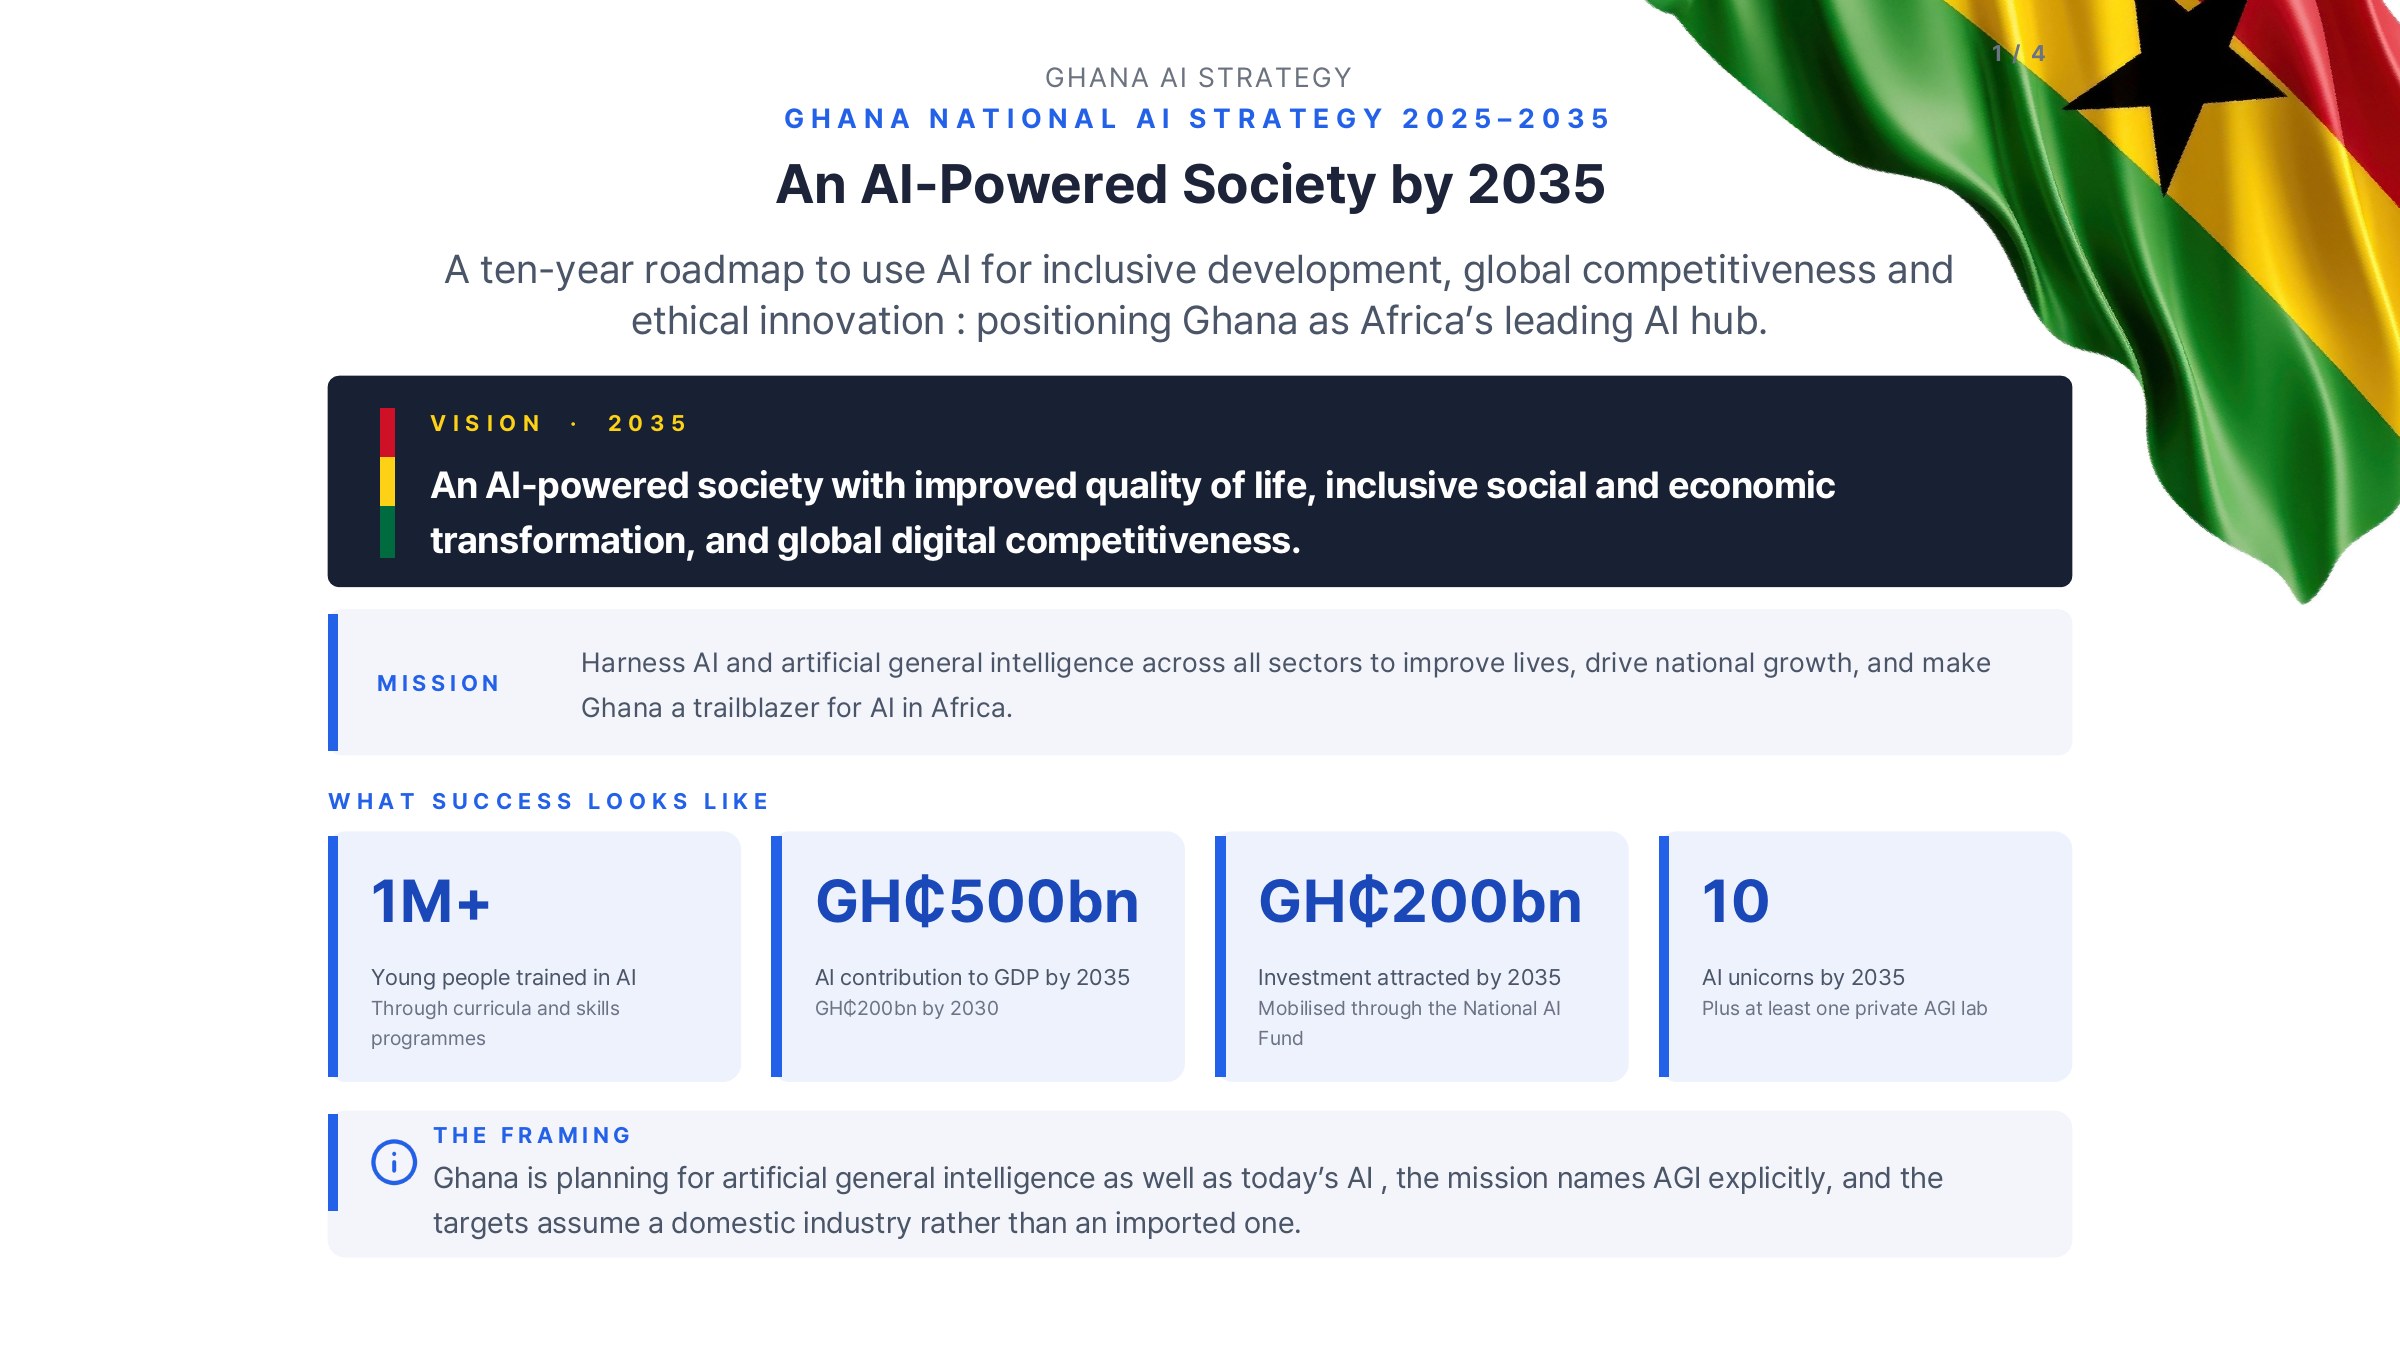 1 / 4
GHANA AI STRATEGY
GHANA NATIONAL AI STRATEGY 2025–2035
An AI-Powered Society by 2035
A ten-year roadmap to use AI for inclusive development, global competitiveness and
ethical innovation : positioning Ghana as Africa’s leading AI hub.
VISION · 2035
An AI-powered society with improved quality of life, inclusive social and economic
transformation, and global digital competitiveness.
MISSION
Harness AI and artificial general intelligence across all sectors to improve lives, drive national growth, and make
Ghana a trailblazer for AI in Africa.
WHAT SUCCESS LOOKS LIKE
1M+
Young people trained in AI
Through curricula and skills
programmes
GH₵500bn
AI contribution to GDP by 2035
GH₵200bn by 2030
GH₵200bn
Investment attracted by 2035
Mobilised through the National AI
Fund
10
AI unicorns by 2035
Plus at least one private AGI lab
THE FRAMING
Ghana is planning for artificial general intelligence as well as today’s AI , the mission names AGI explicitly, and the
targets assume a domestic industry rather than an imported one.